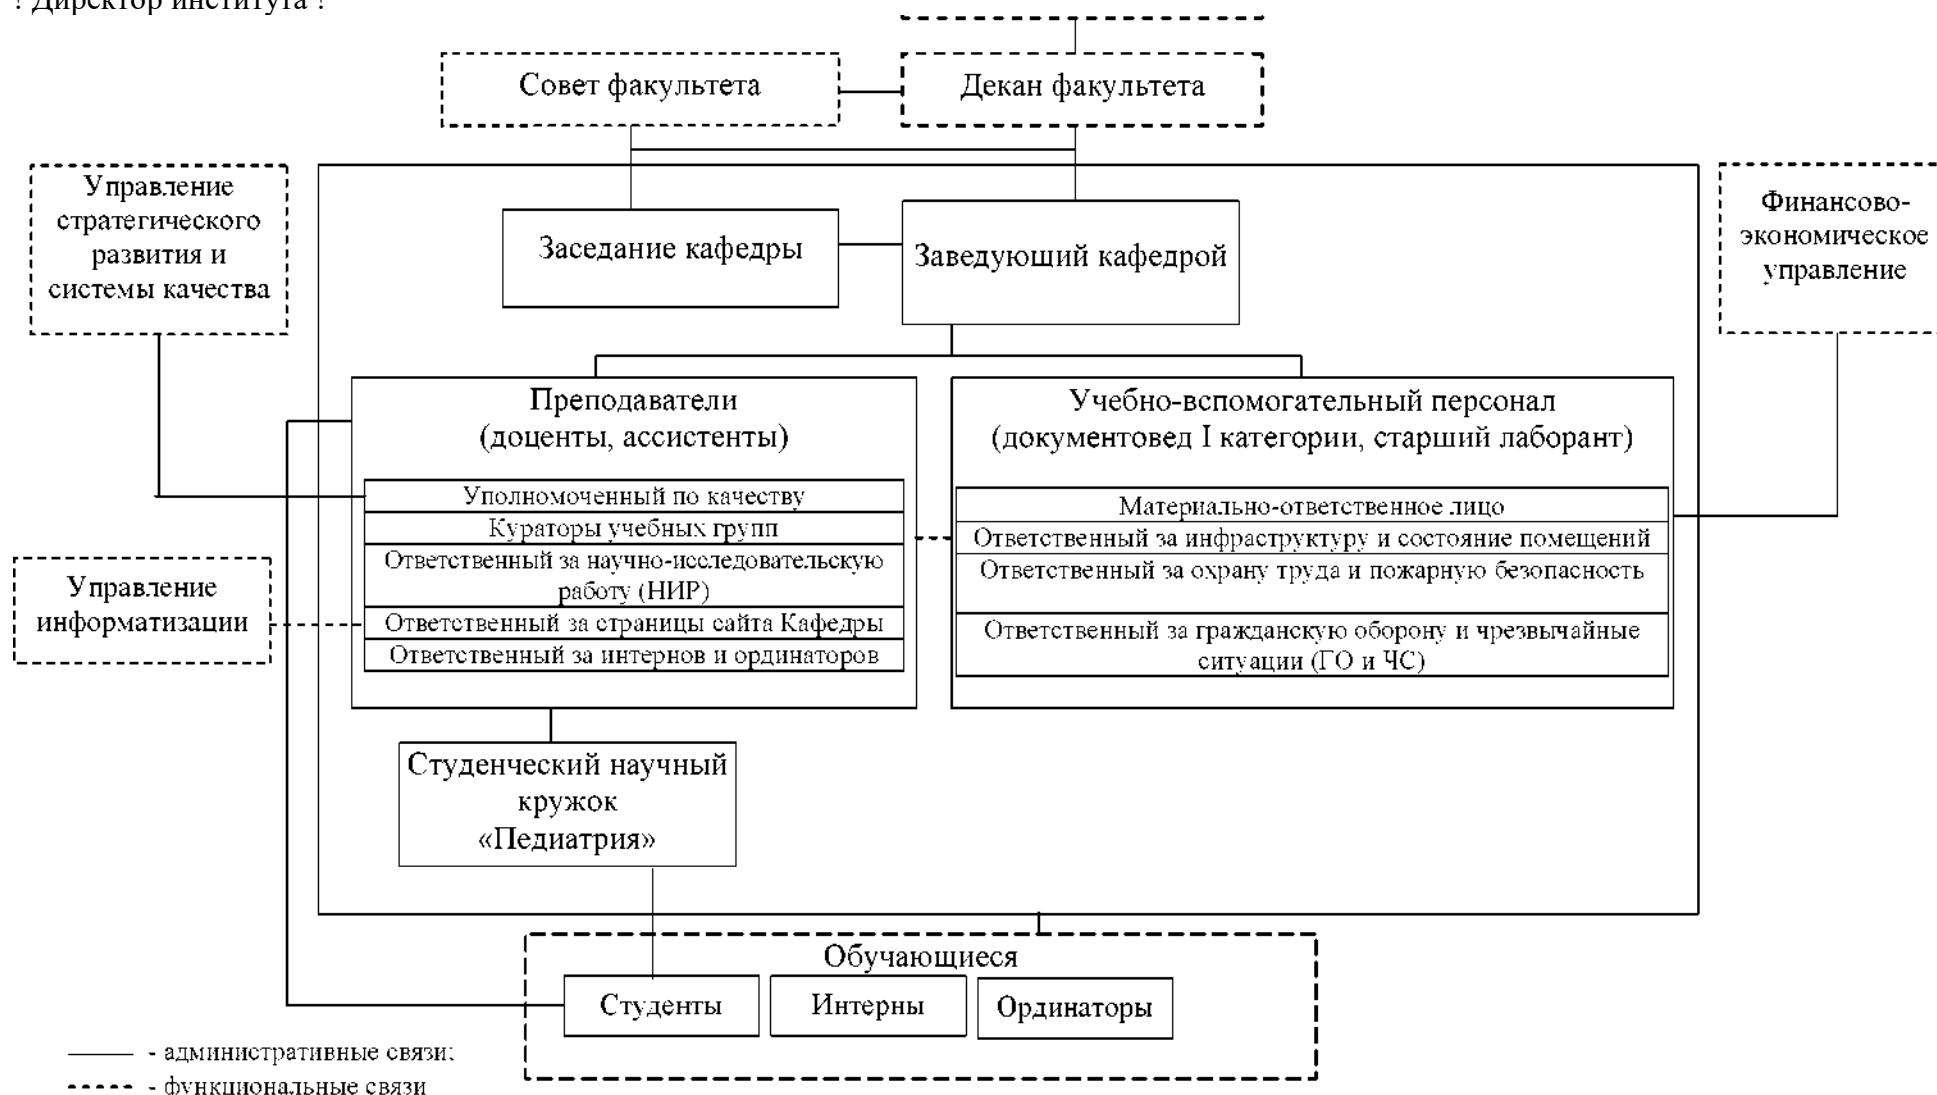 ! Директор института !
Совет факультета
Декан факультета
Управление
стратегического
развития и
системы качества
Заседание кафедры
Заведующий кафедрой
Финансово-
экономическое
управление
Преподаватели
(доценты, ассистенты)
Уполномоченный по качеству
Кураторы учебных групп
Ответственный за научно-исследовательскую
работу (НИР)
Ответственный за страницы сайта Кафедры
Ответственный за интернов и ординаторов
Учебно-вспомогательный персонал
(документовед I категории, старший лаборант)
Материально-ответственное лицо
Ответственный за инфраструктуру и состояние помещений
Ответственный за охрану труда и пожарную безопасность
Ответственный за гражданскую оборону и чрезвычайные
ситуации (ГО и ЧС)
Управление
информатизации
Студенческий научный
кружок
«Педиатрия»
Обучающиеся
Студенты
Интерны
Ординаторы
- административные связи;
- функциональные связи